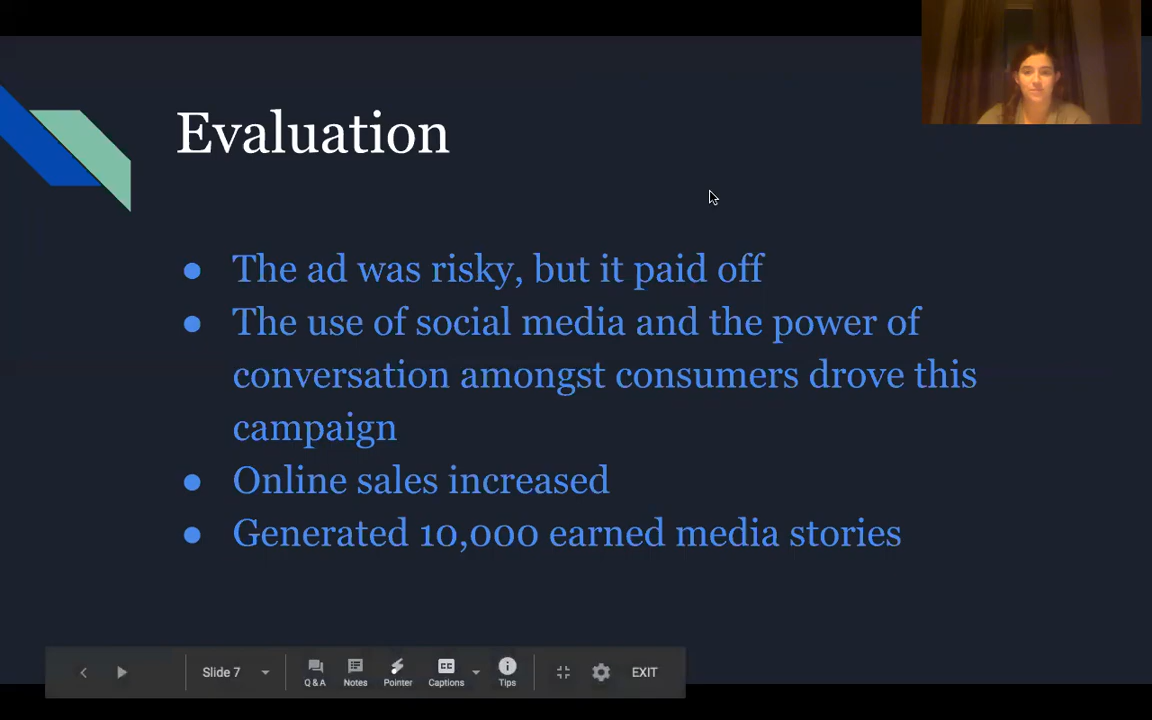 Evaluation
● The ad was risky, but it paid off
● The use of social media and the power of
conversation amongst consumers drove this
campaign
● Online sales increased
● Generated 10,000 earned media stories
Slide 7
Q & A
Notes
Pointer
CC
Captions
Tips
EXIT